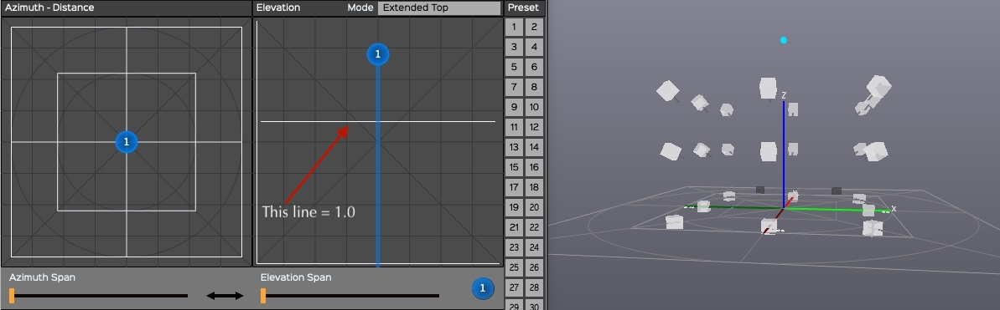 Azimuth - Distance
Elevation
Mode
Extended Top
Preset
1 2
3 4
5 6
7 8
9 10
11 12
13 14
15 16
17 18
19 20
21 22
23 24
25 26
27 28
29 30
1
1
This line = 1.0
Azimuth Span
Elevation Span
1
Z
X